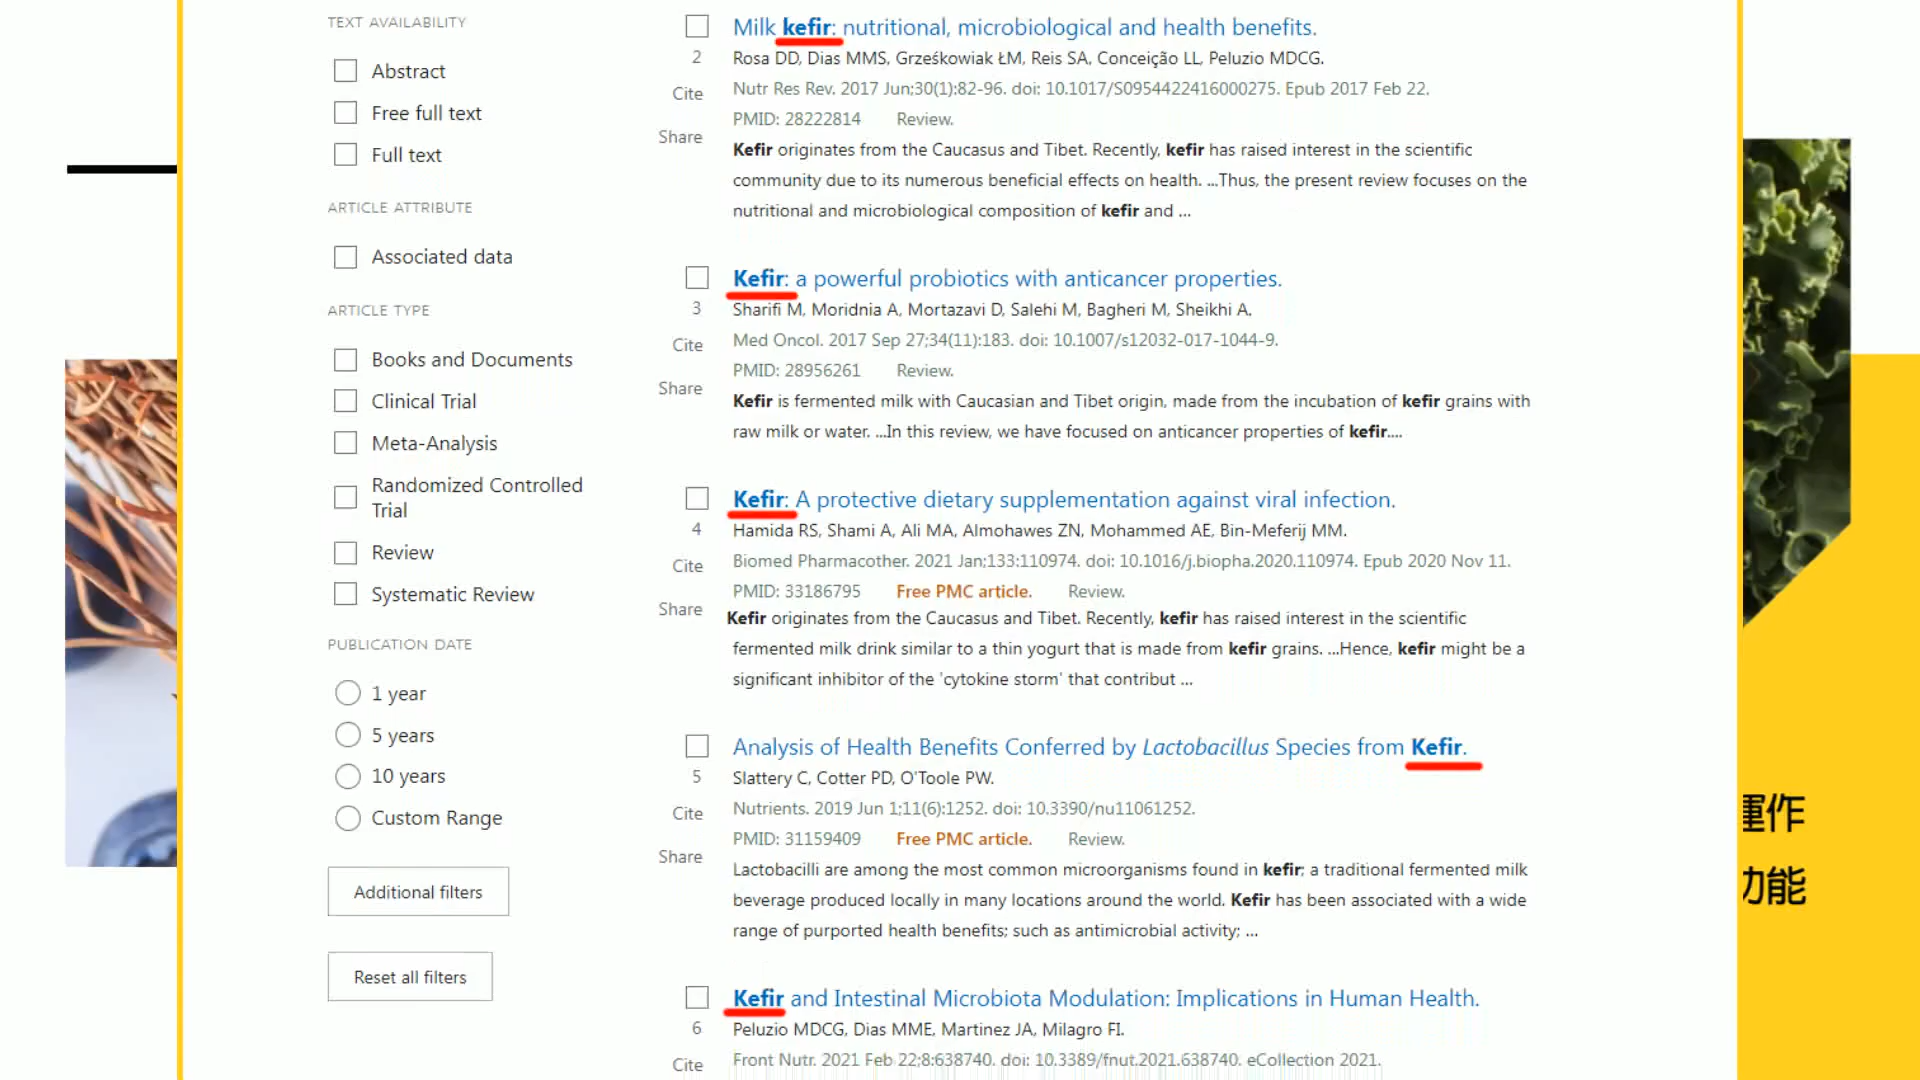 TEXT AVAILABILITY
Abstract
Free full text
Full text
ARTICLE ATTRIBUTE
Associated data
ARTICLE TYPE
Books and Documents
Clinical Trial
Meta-Analysis
Randomized Controlled
Trial
Review
Systematic Review
PUBLICATION DATE
1 year
5 years
10 years
Custom Range
Additional filters
Reset all filters
2
Cite
Share
Milk kefir: nutritional, microbiological and health benefits.
Rosa DD, Dias MMS, Grześkowiak ŁM, Reis SA, Conceição LL, Peluzio MDCG.
Nutr Res Rev. 2017 Jun;30(1):82-96. doi: 10.1017/S0954422416000275. Epub 2017 Feb 22.
PMID: 28222814 Review.
Kefir originates from the Caucasus and Tibet. Recently, kefir has raised interest in the scientific
community due to its numerous beneficial effects on health. ...Thus, the present review focuses on the
nutritional and microbiological composition of kefir and ...
3
Cite
Share
Kefir: a powerful probiotics with anticancer properties.
Sharifi M, Moridnia A, Mortazavi D, Salehi M, Bagheri M, Sheikhi A.
Med Oncol. 2017 Sep 27;34(11):183. doi: 10.1007/s12032-017-1044-9.
PMID: 28956261 Review.
Kefir is fermented milk with Caucasian and Tibet origin, made from the incubation of kefir grains with
raw milk or water. ...In this review, we have focused on anticancer properties of kefir....
4
Cite
Share
Kefir: A protective dietary supplementation against viral infection.
Hamida RS, Shami A, Ali MA, Almohawes ZN, Mohammed AE, Bin-Meferij MM.
Biomed Pharmacother. 2021 Jan;133:110974. doi: 10.1016/j.biopha.2020.110974. Epub 2020 Nov 11.
PMID: 33186795 Free PMC article. Review.
Kefir originates from the Caucasus and Tibet. Recently, kefir has raised interest in the scientific
fermented milk drink similar to a thin yogurt that is made from kefir grains. ...Hence, kefir might be a
significant inhibitor of the 'cytokine storm' that contribut ...
5
Cite
Share
Analysis of Health Benefits Conferred by Lactobacillus Species from Kefir.
Slattery C, Cotter PD, O'Toole PW.
Nutrients. 2019 Jun 1;11(6):1252. doi: 10.3390/nu11061252.
PMID: 31159409 Free PMC article. Review.
Lactobacilli are among the most common microorganisms found in kefir; a traditional fermented milk
beverage produced locally in many locations around the world. Kefir has been associated with a wide
range of purported health benefits; such as antimicrobial activity; ...
6
Cite
Kefir and Intestinal Microbiota Modulation: Implications in Human Health.
Peluzio MDCG, Dias MME, Martinez JA, Milagro FI.
Front Nutr. 2021 Feb 22;8:638740. doi: 10.3389/fnut.2021.638740. eCollection 2021.
運作
功能